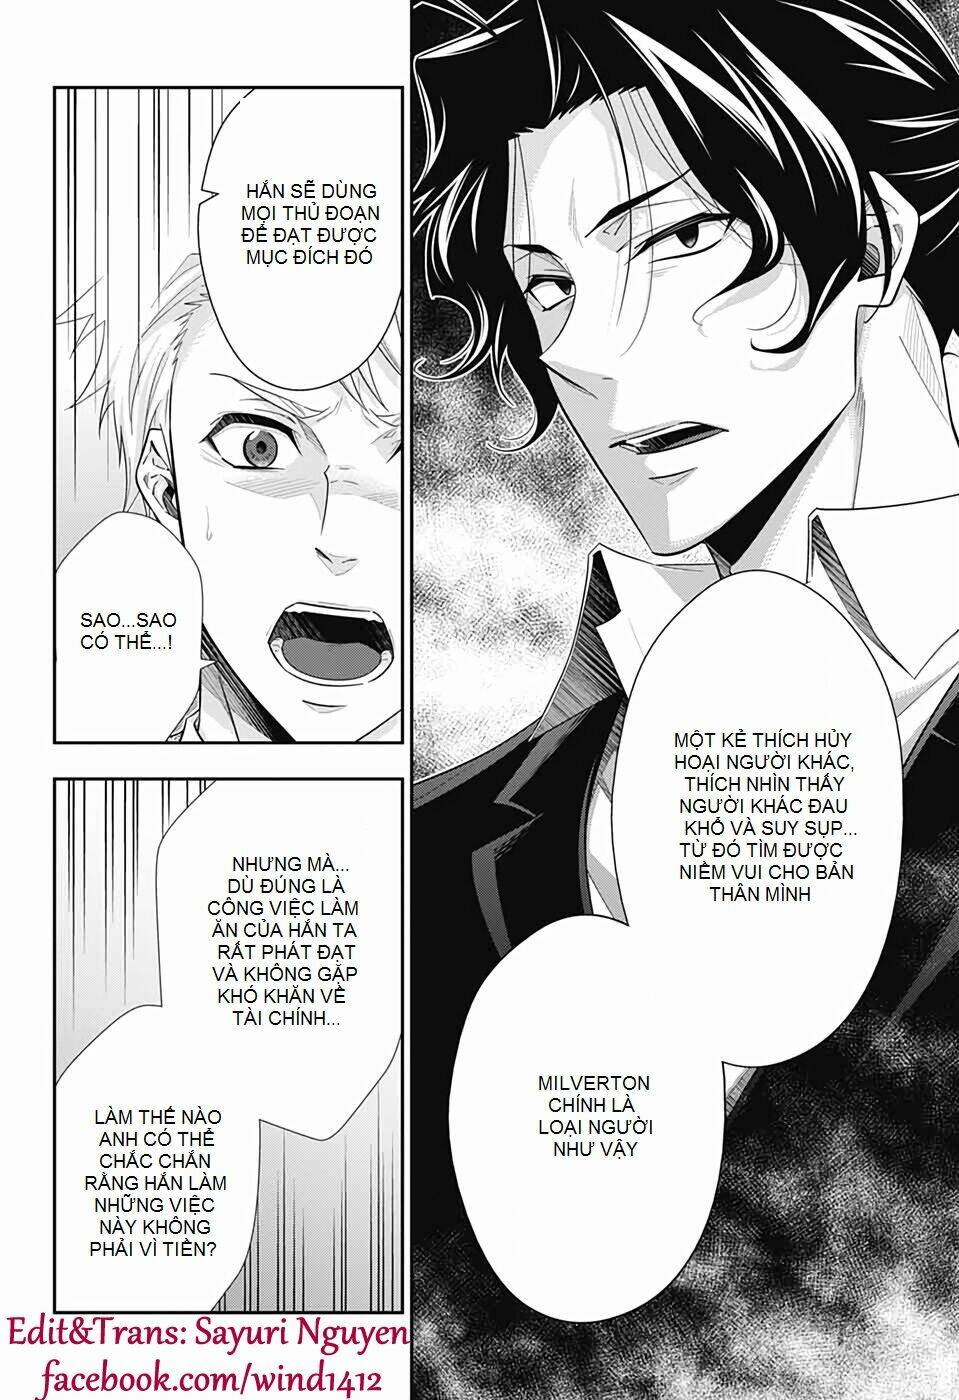 MỘT KẺ THÍCH HỦY
HOẠI NGƯỜI KHÁC,
THÍCH NHÌN THẤY
NGƯỜI KHÁC ĐAU
KHỔ VÀ SUY SỤP...
TỪ ĐÓ TÌM ĐƯỢC
NIỀM VUI CHO BẢN
THÂN MÌNH
MILVERTON
CHÍNH LÀ
LOẠI NGƯỜI
NHƯ VẬY
HẮN SẼ DÙNG
MỌI THỦ ĐOẠN
ĐỂ ĐẠT ĐƯỢC
MỤC ĐÍCH ĐÓ
SAO...SAO
CÓ THỂ...!
NHƯNG MÀ...
DÙ ĐÚNG LÀ
CÔNG VIỆC LÀM
ĂN CỦA HẮN TA
RẤT PHÁT ĐẠT
VÀ KHÔNG GẶP
KHÓ KHĂN VỀ
TÀI CHÍNH...
LÀM THẾ NÀO
ANH CÓ THỂ
CHẮC CHẮN
RẰNG HẮN LÀM
NHỮNG VIỆC
NÀY KHÔNG
PHẢI VÌ TIỀN?
Edit&Trans: Sayuri Nguyen
facebook.com/wind1412